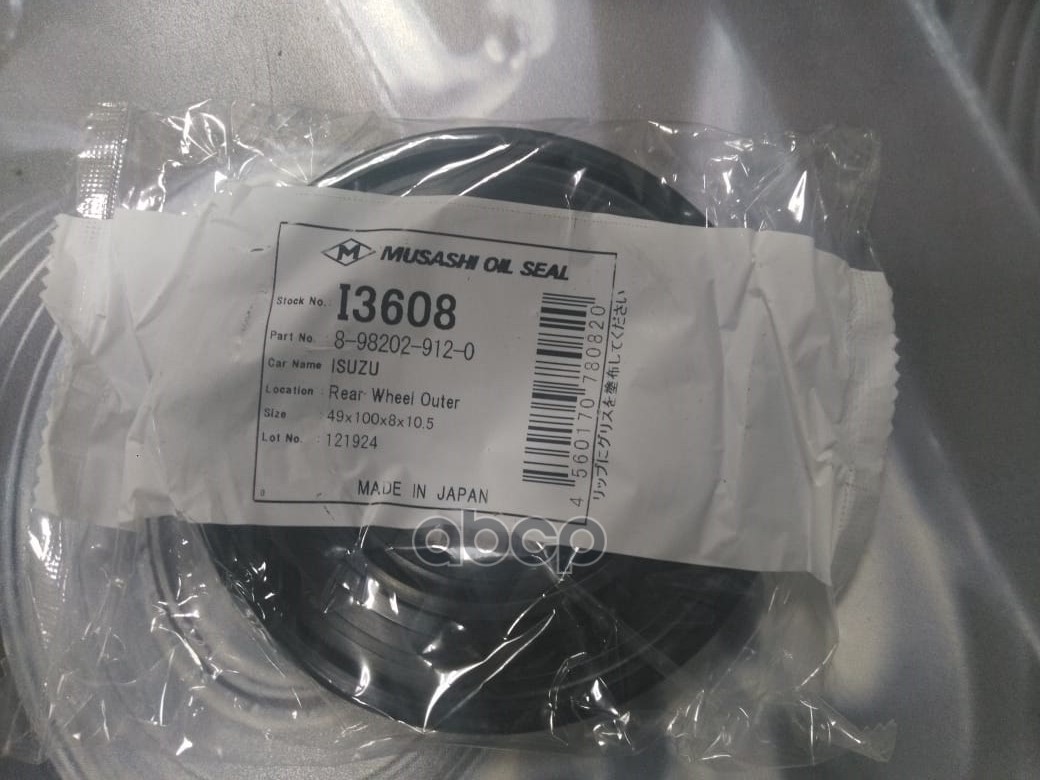 M MUSASHI OIL SEAL
Stock No. I3608
Part No. : 8-98202-912-0
Car Name : ISUZU
Location : Rear Wheel Outer
Size : 49x100x8x10.5
Lot No. : 121924
MADE IN JAPAN
4 560170 780820
リップにグリスを塗布してください
abcp